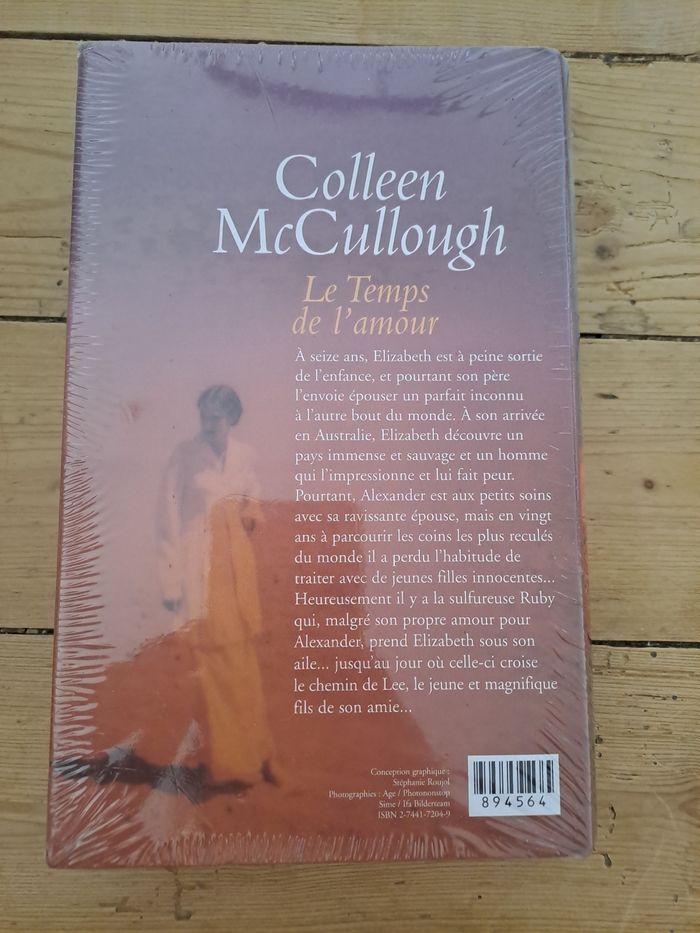 Colleen
McCullough
Le Temps
de l'amour
À seize ans, Elizabeth est à peine sortie
de l'enfance, et pourtant son père
l'envoie épouser un parfait inconnu
à l'autre bout du monde. À son arrivée
en Australie, Elizabeth découvre un
pays immense et sauvage et un homme
qui l'impressionne et lui fait peur.
Pourtant, Alexander est aux petits soins
avec sa ravissante épouse, mais en vingt
ans à parcourir les coins les plus reculés
du monde il a perdu l'habitude de
traiter avec de jeunes filles innocentes...
Heureusement il y a la sulfureuse Ruby
qui, malgré son propre amour pour
Alexander, prend Elizabeth sous son
aile... jusqu'au jour où celle-ci croise
le chemin de Lee, le jeune et magnifique
fils de son amie...
Conception graphique :
Stéphanie Roujol
Photographies : Age / Photononstop
Sime / Ifa Bilderteam
ISBN 2-7441-7204-9
894564